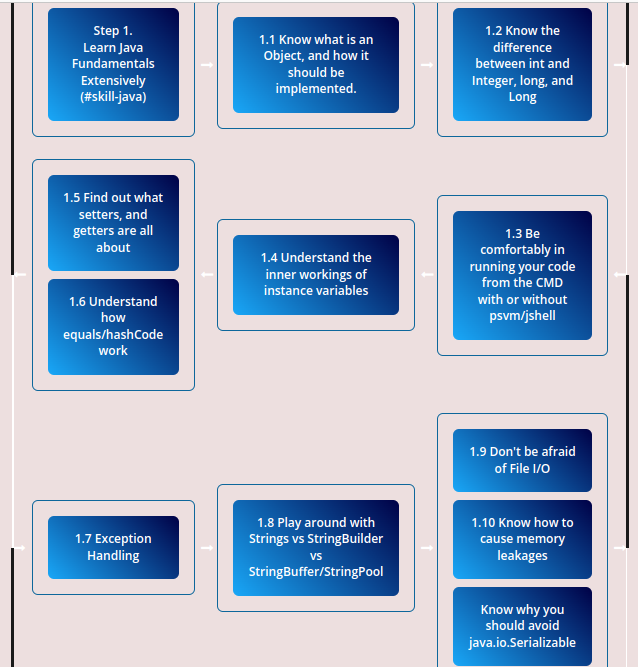 Step 1.
Learn Java
Fundamentals
Extensively
(#skill-java)
1.1 Know what is an
Object, and how it
should be
implemented.
1.2 Know the
difference
between int and
Integer, long, and
Long
1.3 Be
comfortably in
running your code
from the CMD
with or without
psvm/jshell
1.4 Understand the
inner workings of
instance variables
1.5 Find out what
setters, and
getters are all
about
1.6 Understand
how
equals/hashCode
work
1.7 Exception
Handling
1.8 Play around with
Strings vs StringBuilder
vs
StringBuffer/StringPool
1.9 Don't be afraid
of File I/O
1.10 Know how to
cause memory
leakages
Know why you
should avoid
java.io.Serializable